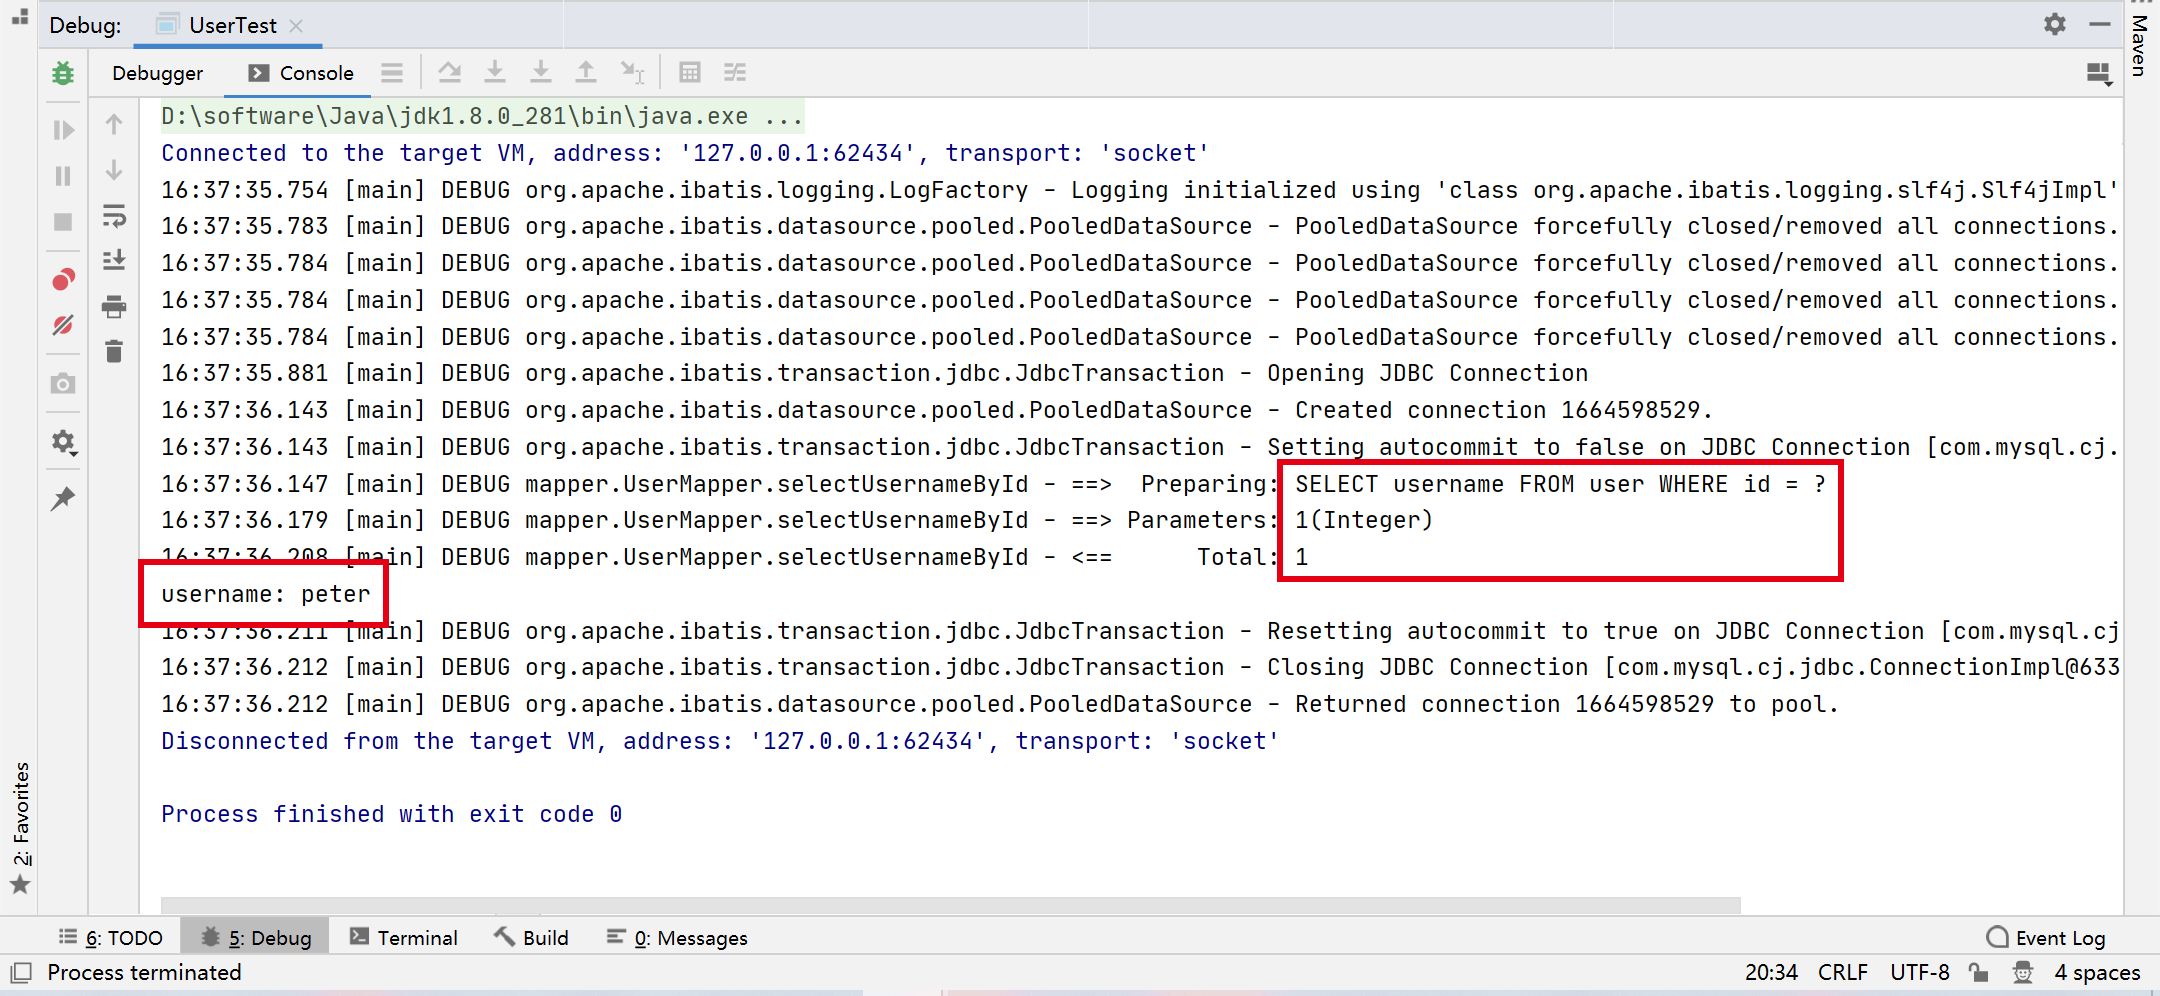 Debug: UserTest
Maven
Debugger Console
D:\software\Java\jdk1.8.0_281\bin\java.exe ...
Connected to the target VM, address: '127.0.0.1:62434', transport: 'socket'
16:37:35.754 [main] DEBUG org.apache.ibatis.logging.LogFactory - Logging initialized using 'class org.apache.ibatis.logging.slf4j.Slf4jImpl'
16:37:35.783 [main] DEBUG org.apache.ibatis.datasource.pooled.PooledDataSource - PooledDataSource forcefully closed/removed all connections.
16:37:35.784 [main] DEBUG org.apache.ibatis.datasource.pooled.PooledDataSource - PooledDataSource forcefully closed/removed all connections.
16:37:35.784 [main] DEBUG org.apache.ibatis.datasource.pooled.PooledDataSource - PooledDataSource forcefully closed/removed all connections.
16:37:35.784 [main] DEBUG org.apache.ibatis.datasource.pooled.PooledDataSource - PooledDataSource forcefully closed/removed all connections.
16:37:35.881 [main] DEBUG org.apache.ibatis.transaction.jdbc.JdbcTransaction - Opening JDBC Connection
16:37:36.143 [main] DEBUG org.apache.ibatis.datasource.pooled.PooledDataSource - Created connection 1664598529.
16:37:36.143 [main] DEBUG org.apache.ibatis.transaction.jdbc.JdbcTransaction - Setting autocommit to false on JDBC Connection [com.mysql.cj.
16:37:36.147 [main] DEBUG mapper.UserMapper.selectUsernameById - ==>  Preparing: SELECT username FROM user WHERE id = ?
16:37:36.179 [main] DEBUG mapper.UserMapper.selectUsernameById - ==> Parameters: 1(Integer)
16:37:36.208 [main] DEBUG mapper.UserMapper.selectUsernameById - <==      Total: 1
username: peter
16:37:36.211 [main] DEBUG org.apache.ibatis.transaction.jdbc.JdbcTransaction - Resetting autocommit to true on JDBC Connection [com.mysql.cj
16:37:36.212 [main] DEBUG org.apache.ibatis.transaction.jdbc.JdbcTransaction - Closing JDBC Connection [com.mysql.cj.jdbc.ConnectionImpl@633
16:37:36.212 [main] DEBUG org.apache.ibatis.datasource.pooled.PooledDataSource - Returned connection 1664598529 to pool.
Disconnected from the target VM, address: '127.0.0.1:62434', transport: 'socket'
Process finished with exit code 0
2: Favorites
6: TODO 5: Debug Terminal Build 0: Messages Event Log
Process terminated 20:34 CRLF UTF-8 4 spaces